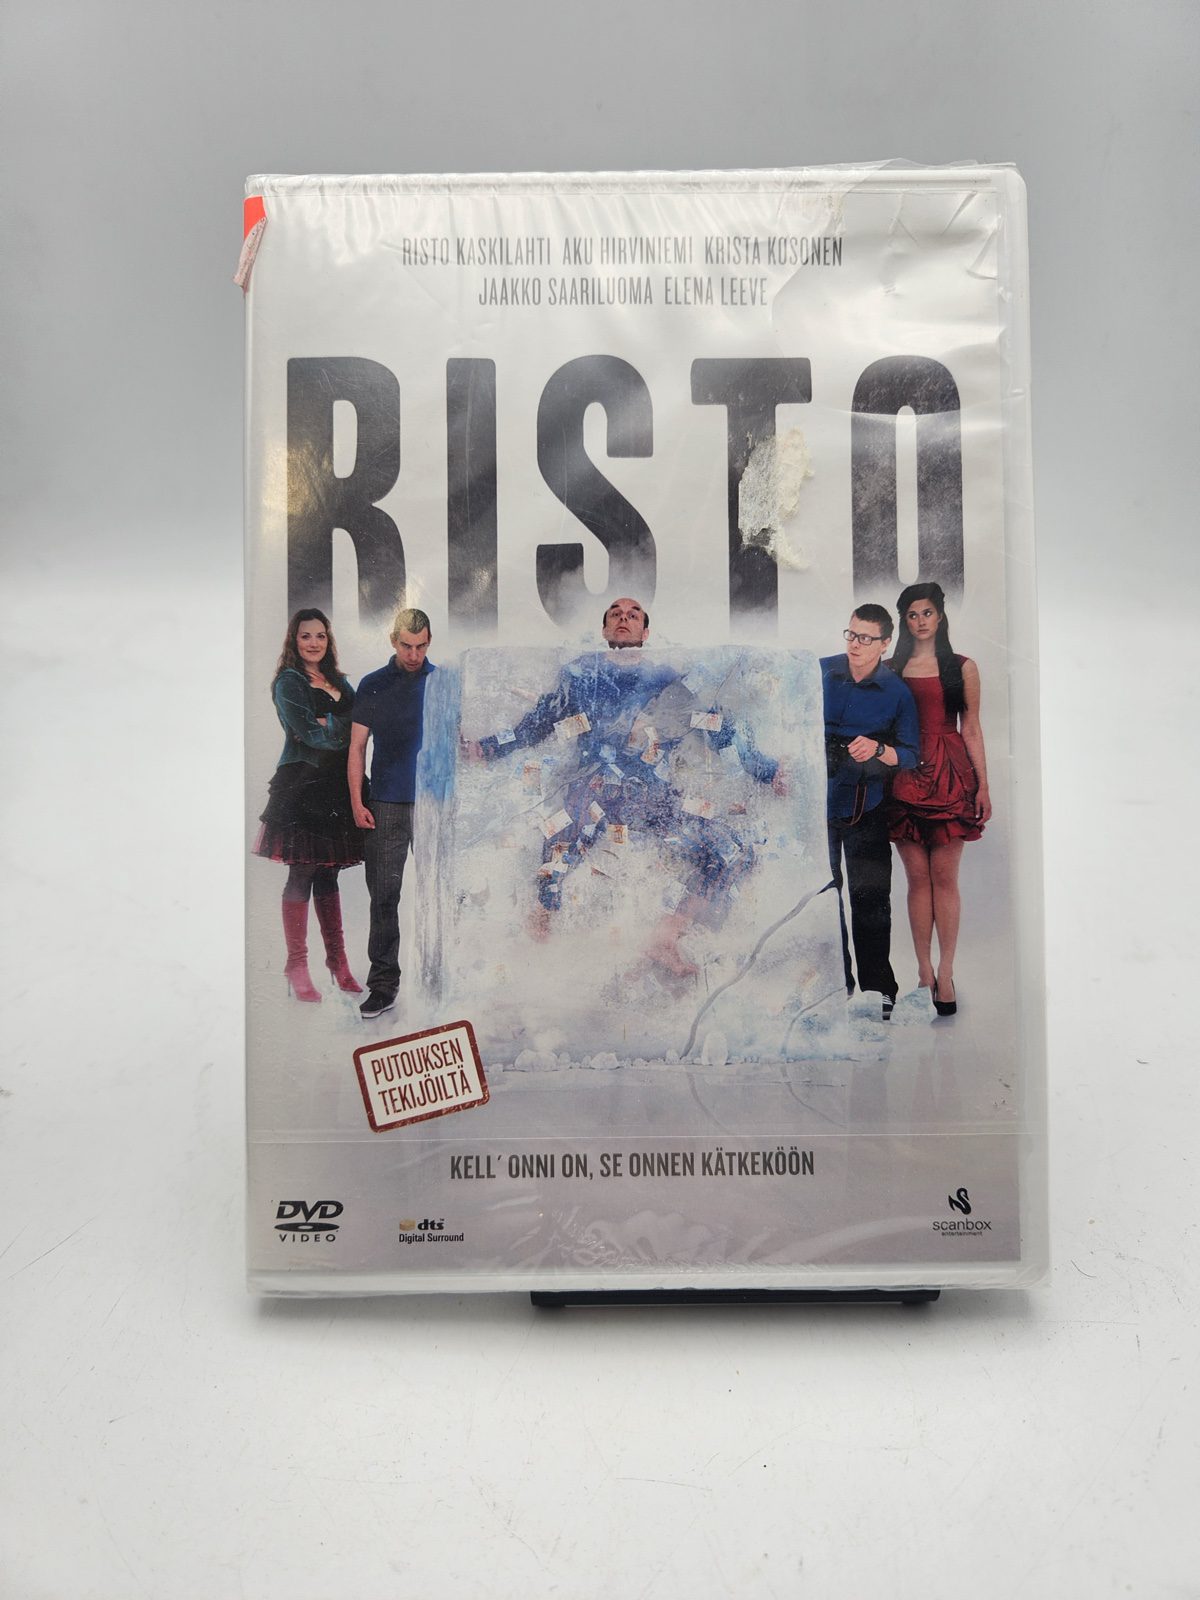 RISTO KASKILAHTI AKU HIRVINIEMI KRISTA KOSONEN
JAAKKO SAARILUOMA ELENA LEEVE
RISTO
PUTOUKSEN
TEKIJÖILTÄ
KELL´ ONNI ON, SE ONNEN KÄTKEKÖÖN
DVD
VIDEO
dts
Digital Surround
scanbox
entertainment